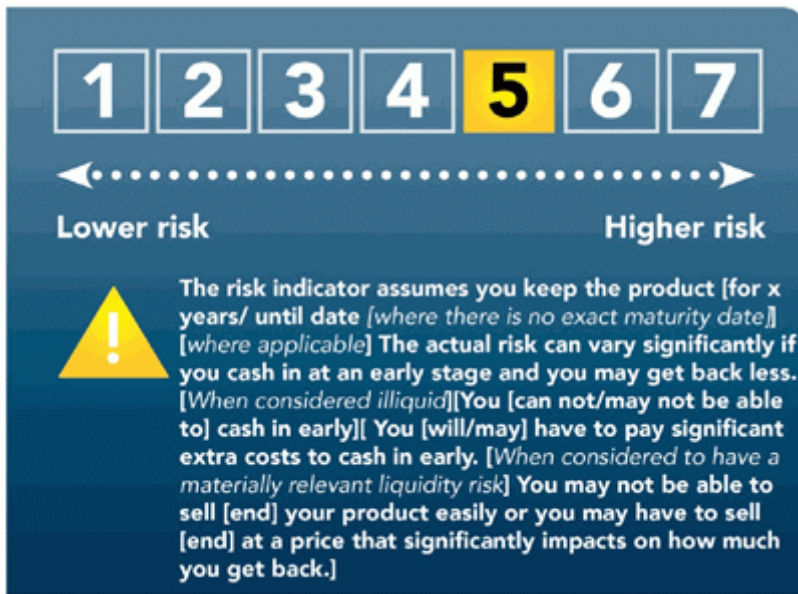 1 2 3 4 5 6 7
Lower risk Higher risk
The risk indicator assumes you keep the product [for x
years/ until date [where there is no exact maturity date]]
[where applicable] The actual risk can vary significantly if
you cash in at an early stage and you may get back less.
[When considered illiquid][You [can not/may not be able
to] cash in early][ You [will/may] have to pay significant
extra costs to cash in early. [When considered to have a
materially relevant liquidity risk] You may not be able to
sell [end] your product easily or you may have to sell
[end] at a price that significantly impacts on how much
you get back.]